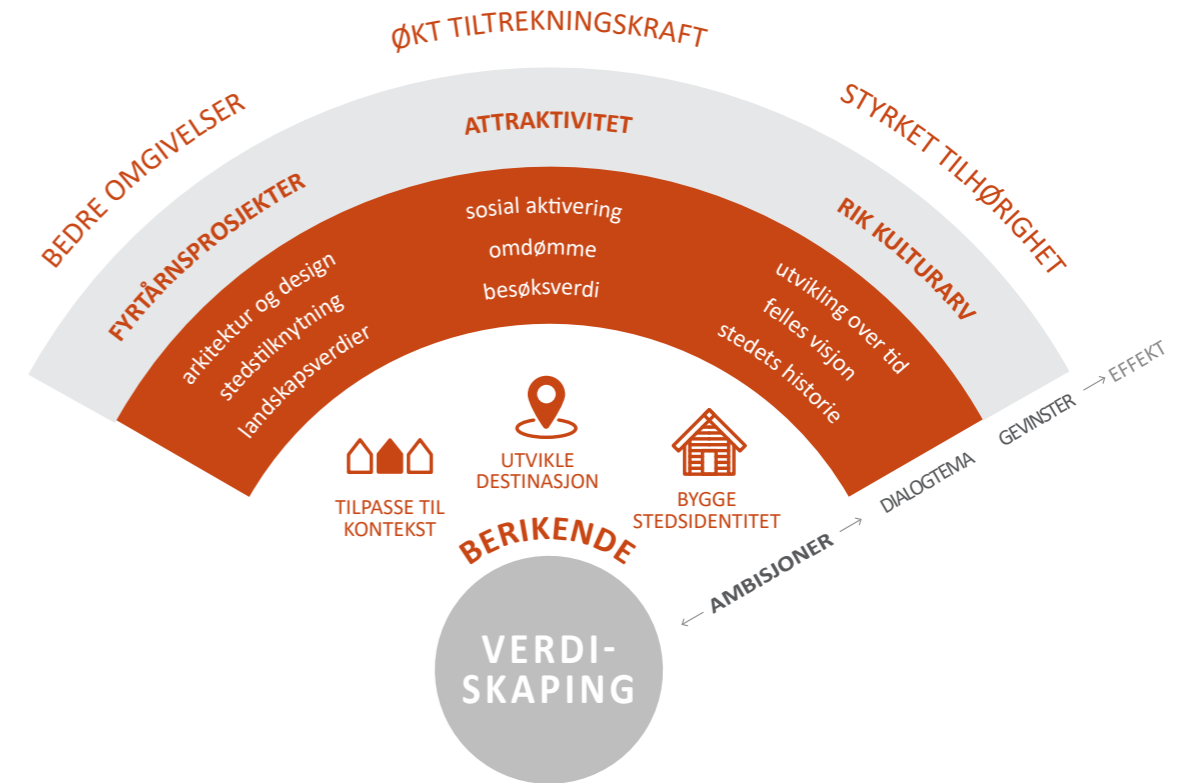 ØKT TILTREKNINGSKRAFT
BEDRE OMGIVELSER
STYRKET TILHØRIGHET
ATTRAKTIVITET
FYRTÅRNSPROSJEKTER
RIK KULTURARV
arkitektur og design
stedstilknytning
landskapsverdier
sosial aktivering
omdømme
besøksverdi
utvikling over tid
felles visjon
stedets historie
TILPASSE TIL
KONTEKST
UTVIKLE
DESTINASJON
BYGGE
STEDSIDENTITET
BERIKENDE
VERDI-
SKAPING
← AMBISJONER → DIALOGTEMA GEVINSTER → EFFEKT